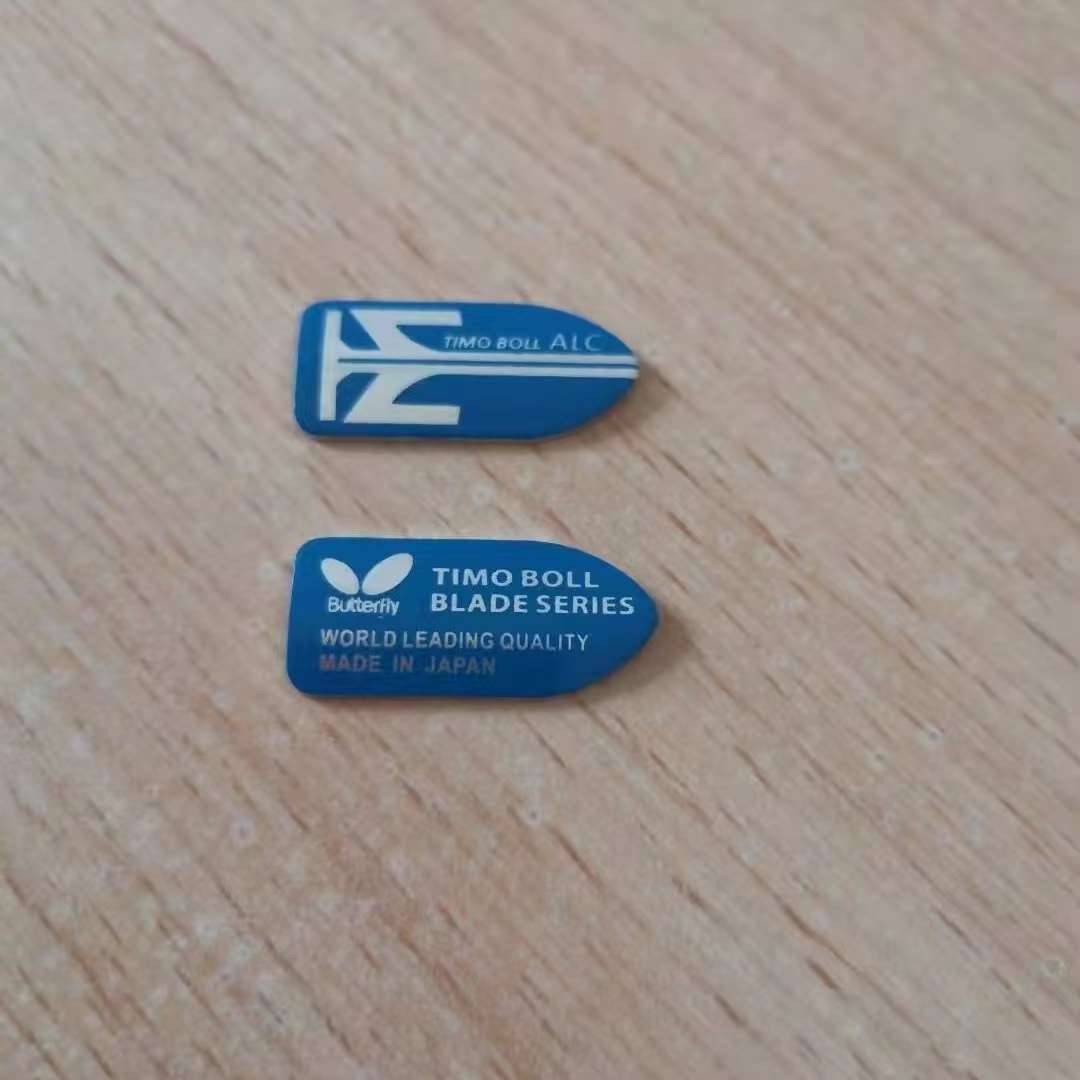 TIMO BOLL ALC
Butterfly
TIMO BOLL
BLADE SERIES
WORLD LEADING QUALITY
MADE IN JAPAN